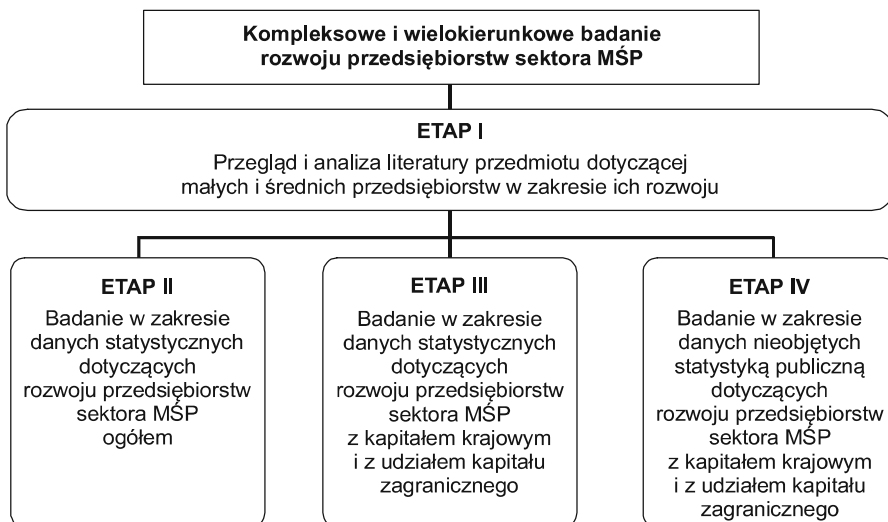 Kompleksowe i wielokierunkowe badanie
rozwoju przedsiębiorstw sektora MŚP
ETAP I
Przegląd i analiza literatury przedmiotu dotyczącej
małych i średnich przedsiębiorstw w zakresie ich rozwoju
ETAP II
Badanie w zakresie
danych statystycznych
dotyczących
rozwoju przedsiębiorstw
sektora MŚP
ogółem
ETAP III
Badanie w zakresie
danych statystycznych
dotyczących
rozwoju przedsiębiorstw
sektora MŚP
z kapitałem krajowym
i z udziałem kapitału
zagranicznego
ETAP IV
Badanie w zakresie
danych nieobjętych
statystyką publiczną
dotyczących
rozwoju przedsiębiorstw
sektora MŚP
z kapitałem krajowym
i z udziałem kapitału
zagranicznego